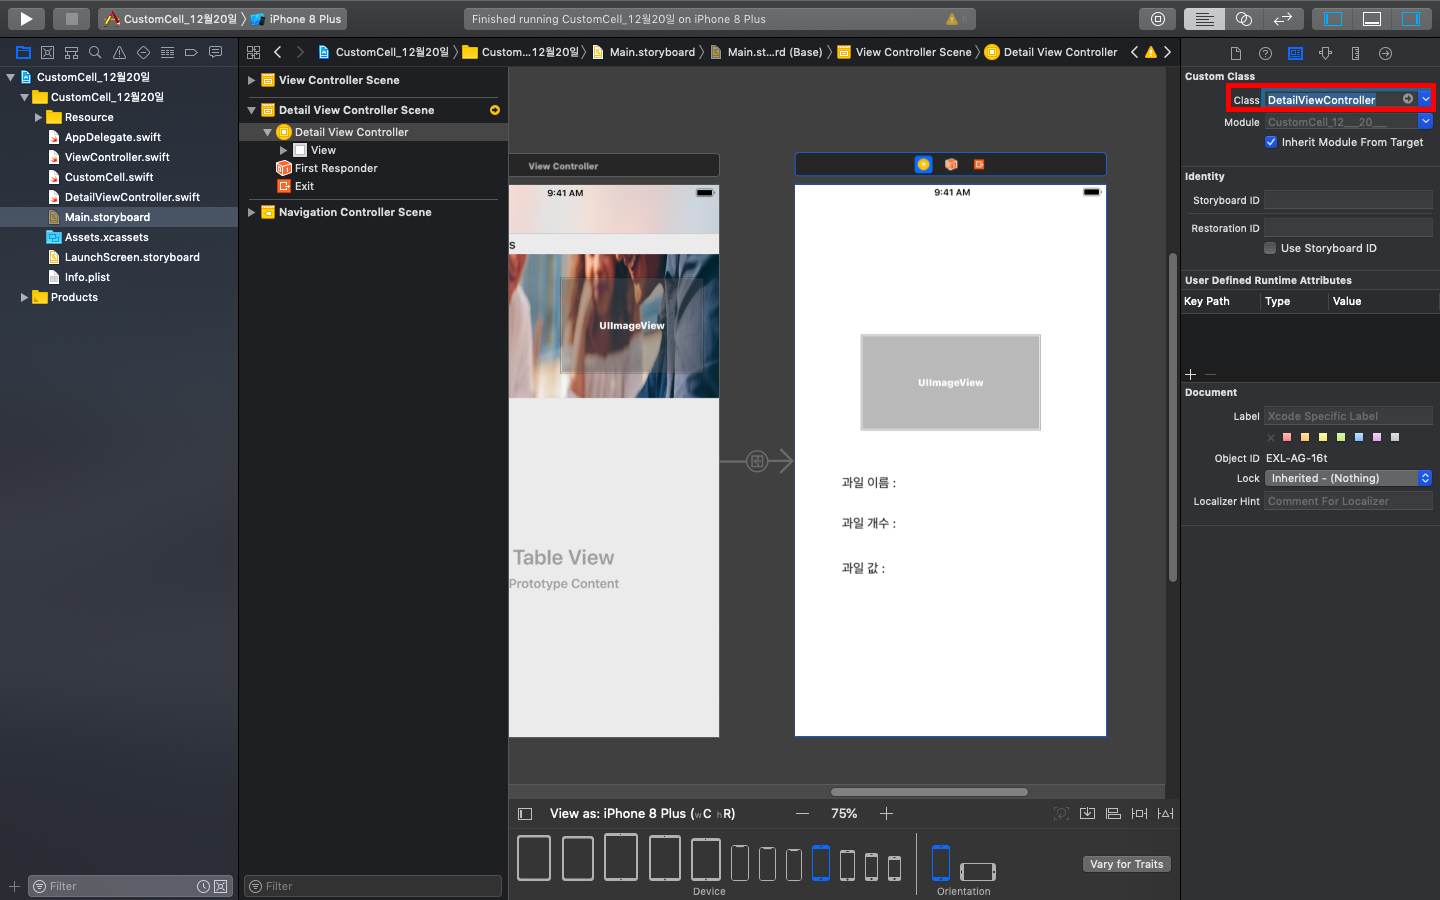 CustomCell_12월20일 〉 iPhone 8 Plus
Finished running CustomCell_12월20일 on iPhone 8 Plus
CustomCell_12월20일
CustomCell_12월20일
Resource
AppDelegate.swift
ViewController.swift
CustomCell.swift
DetailViewController.swift
Main.storyboard
Assets.xcassets
LaunchScreen.storyboard
Info.plist
Products
Filter
CustomCell_12월20일 〉 Custom...12월20일 〉 Main.storyboard 〉 Main.st...rd (Base) 〉 View Controller Scene 〉 Detail View Controller
View Controller Scene
Detail View Controller Scene
Detail View Controller
View
First Responder
Exit
Navigation Controller Scene
Filter
View Controller
9:41 AM
S
UIImageView
Table View
Prototype Content
9:41 AM
UIImageView
과일 이름 :
과일 개수 :
과일 값 :
View as: iPhone 8 Plus (wC hR)
75%
Device
Orientation
Vary for Traits
Custom Class
Class DetailViewController
Module CustomCell_12___20__
Inherit Module From Target
Identity
Storyboard ID
Restoration ID
Use Storyboard ID
User Defined Runtime Attributes
Key Path Type Value
Document
Label Xcode Specific Label
Object ID EXL-AG-16t
Lock Inherited - (Nothing)
Localizer Hint Comment For Localizer